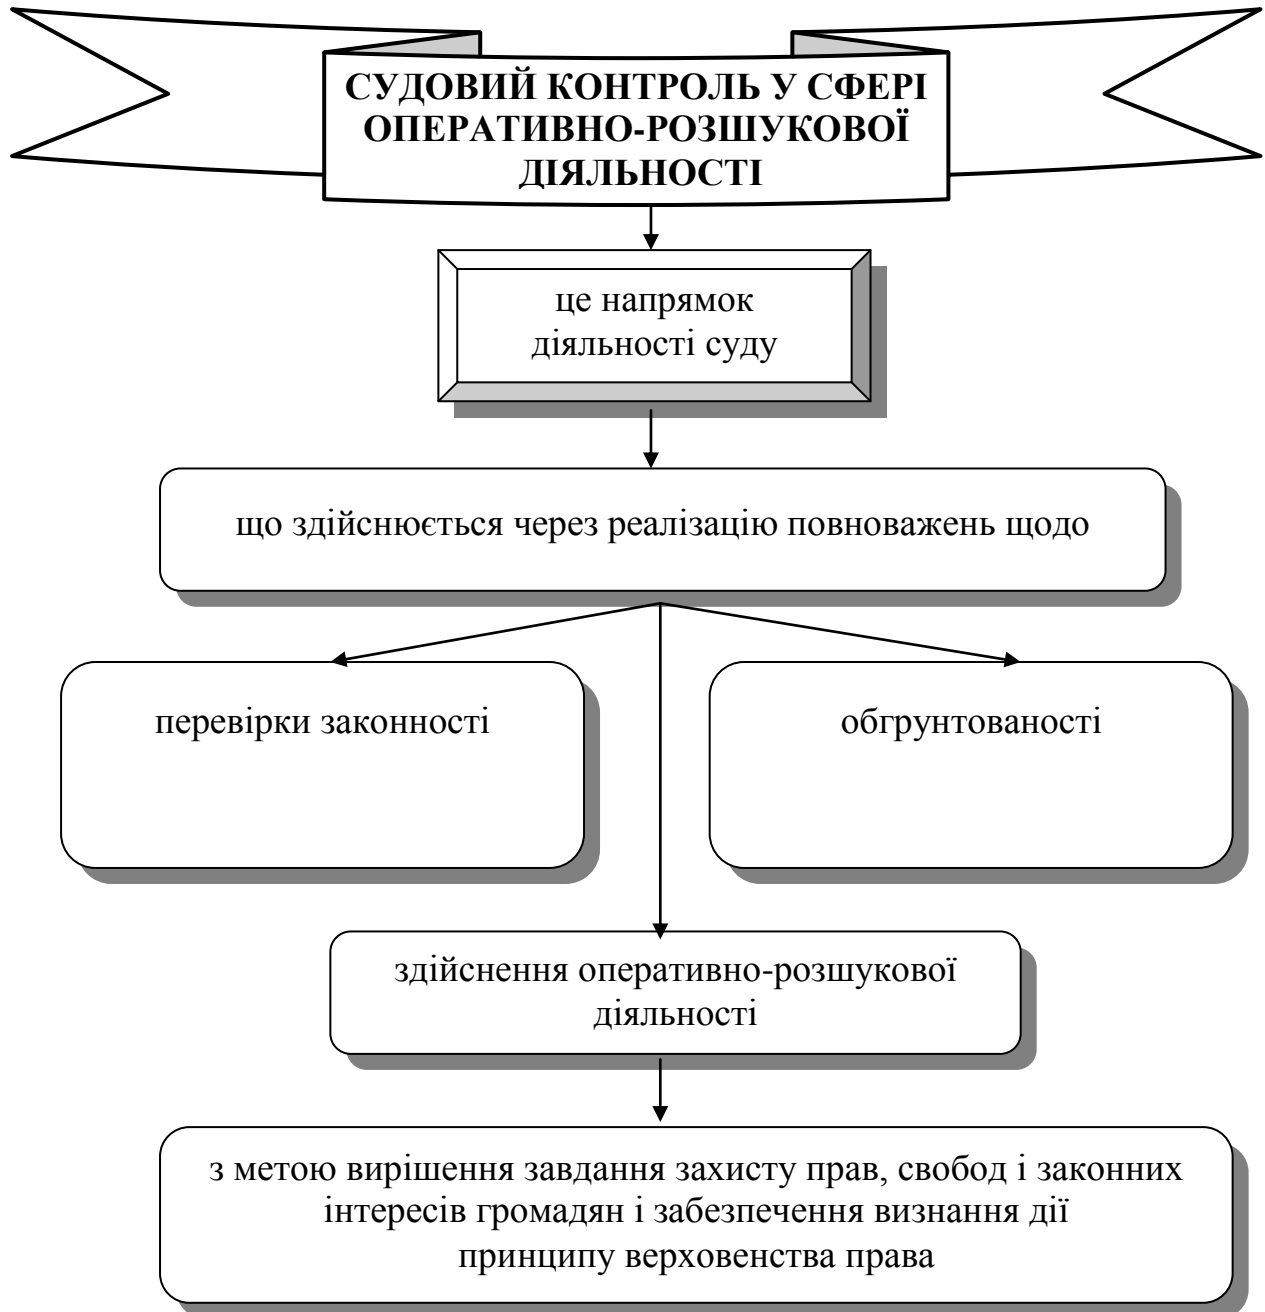 СУДОВИЙ КОНТРОЛЬ У СФЕРІ
ОПЕРАТИВНО-РОЗШУКОВОЇ
ДІЯЛЬНОСТІ
це напрямок
діяльності суду
що здійснюється через реалізацію повноважень щодо
перевірки законності
обгрунтованості
здійснення оперативно-розшукової
діяльності
з метою вирішення завдання захисту прав, свобод і законних
інтересів громадян і забезпечення визнання дії
принципу верховенства права